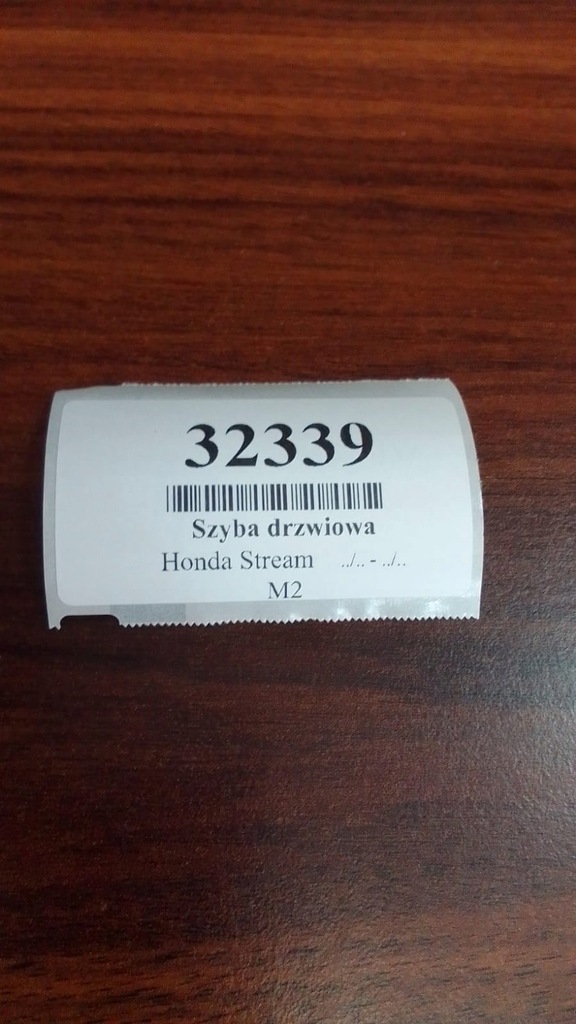 32339
Szyba drzwiowa
Honda Stream ../.. - ../..
M2